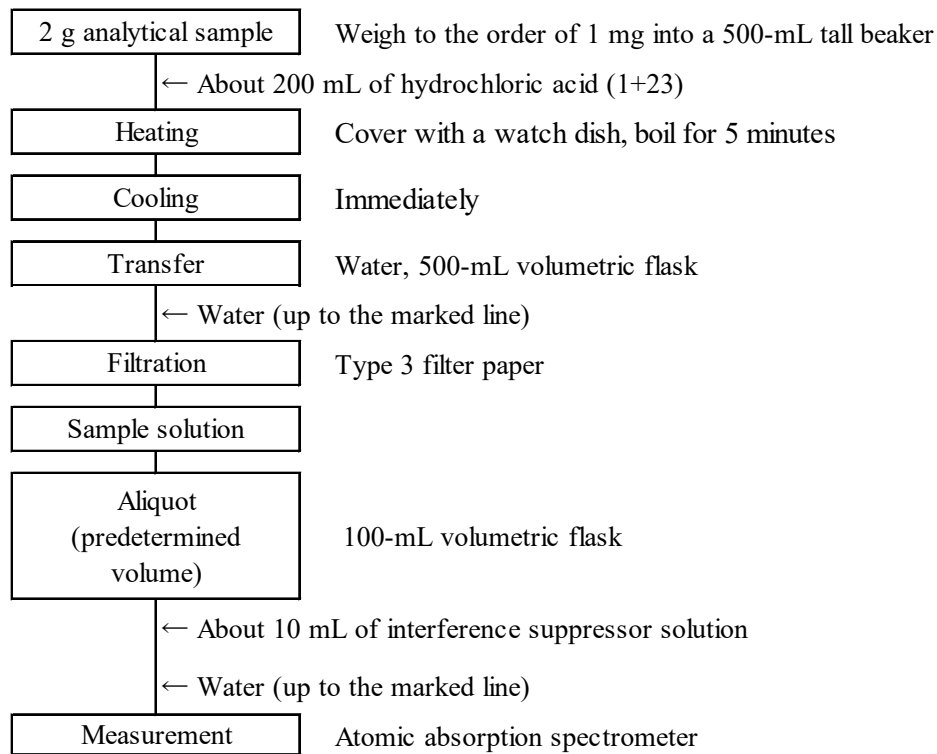 2 g analytical sample Weigh to the order of 1 mg into a 500-mL tall beaker
← About 200 mL of hydrochloric acid (1+23)
Heating Cover with a watch dish, boil for 5 minutes
Cooling Immediately
Transfer Water, 500-mL volumetric flask
← Water (up to the marked line)
Filtration Type 3 filter paper
Sample solution
Aliquot
(predetermined
volume)
100-mL volumetric flask
← About 10 mL of interference suppressor solution
← Water (up to the marked line)
Measurement Atomic absorption spectrometer